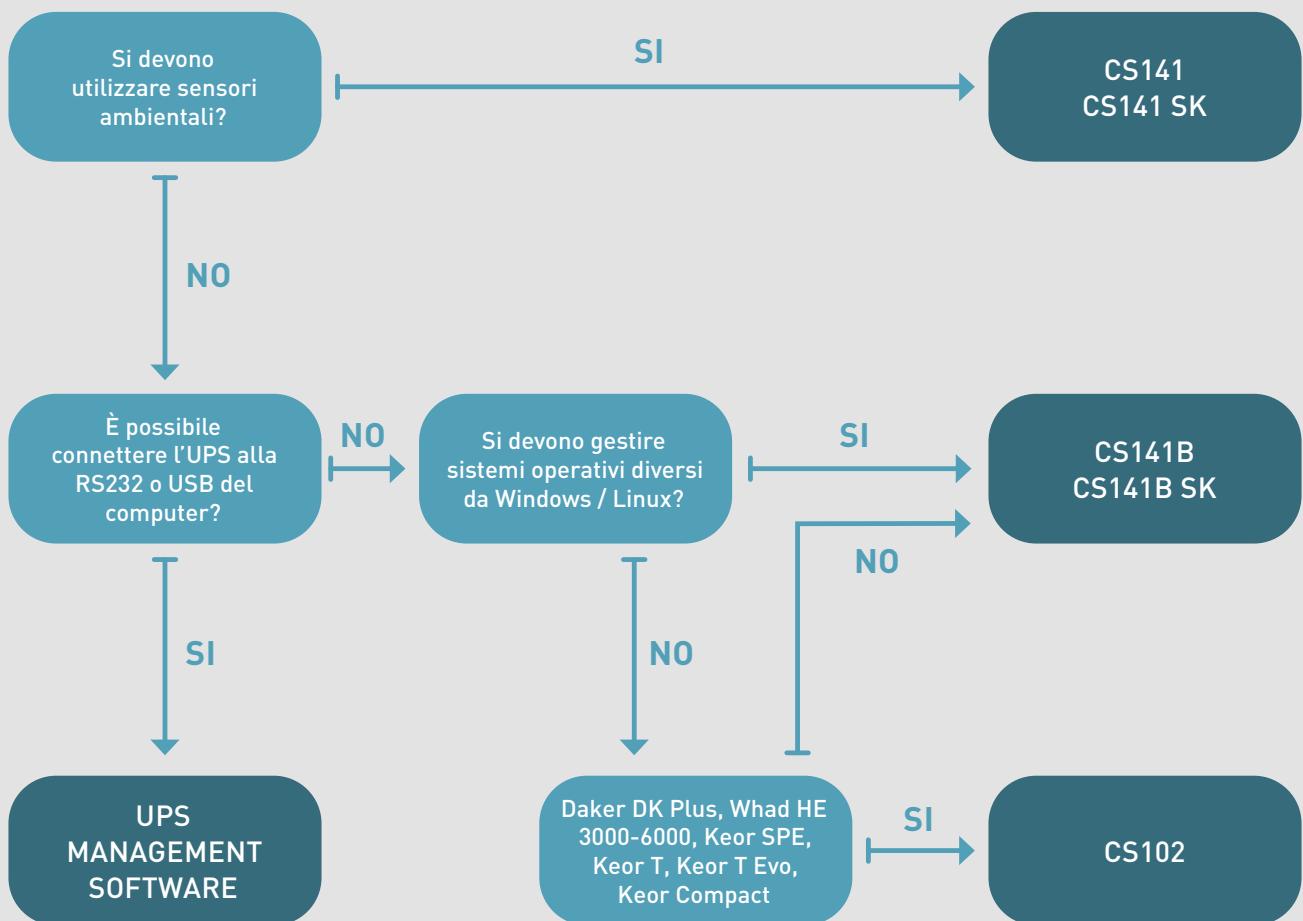 Si devono
utilizzare sensori
ambientali?
SI
CS141
CS141 SK
NO
È possibile
connettere l'UPS alla
RS232 o USB del
computer?
NO
Si devono gestire
sistemi operativi diversi
da Windows / Linux?
SI
CS141B
CS141B SK
NO
SI
NO
UPS
MANAGEMENT
SOFTWARE
Daker DK Plus, Whad HE
3000-6000, Keor SPE,
Keor T, Keor T Evo,
Keor Compact
SI
CS102